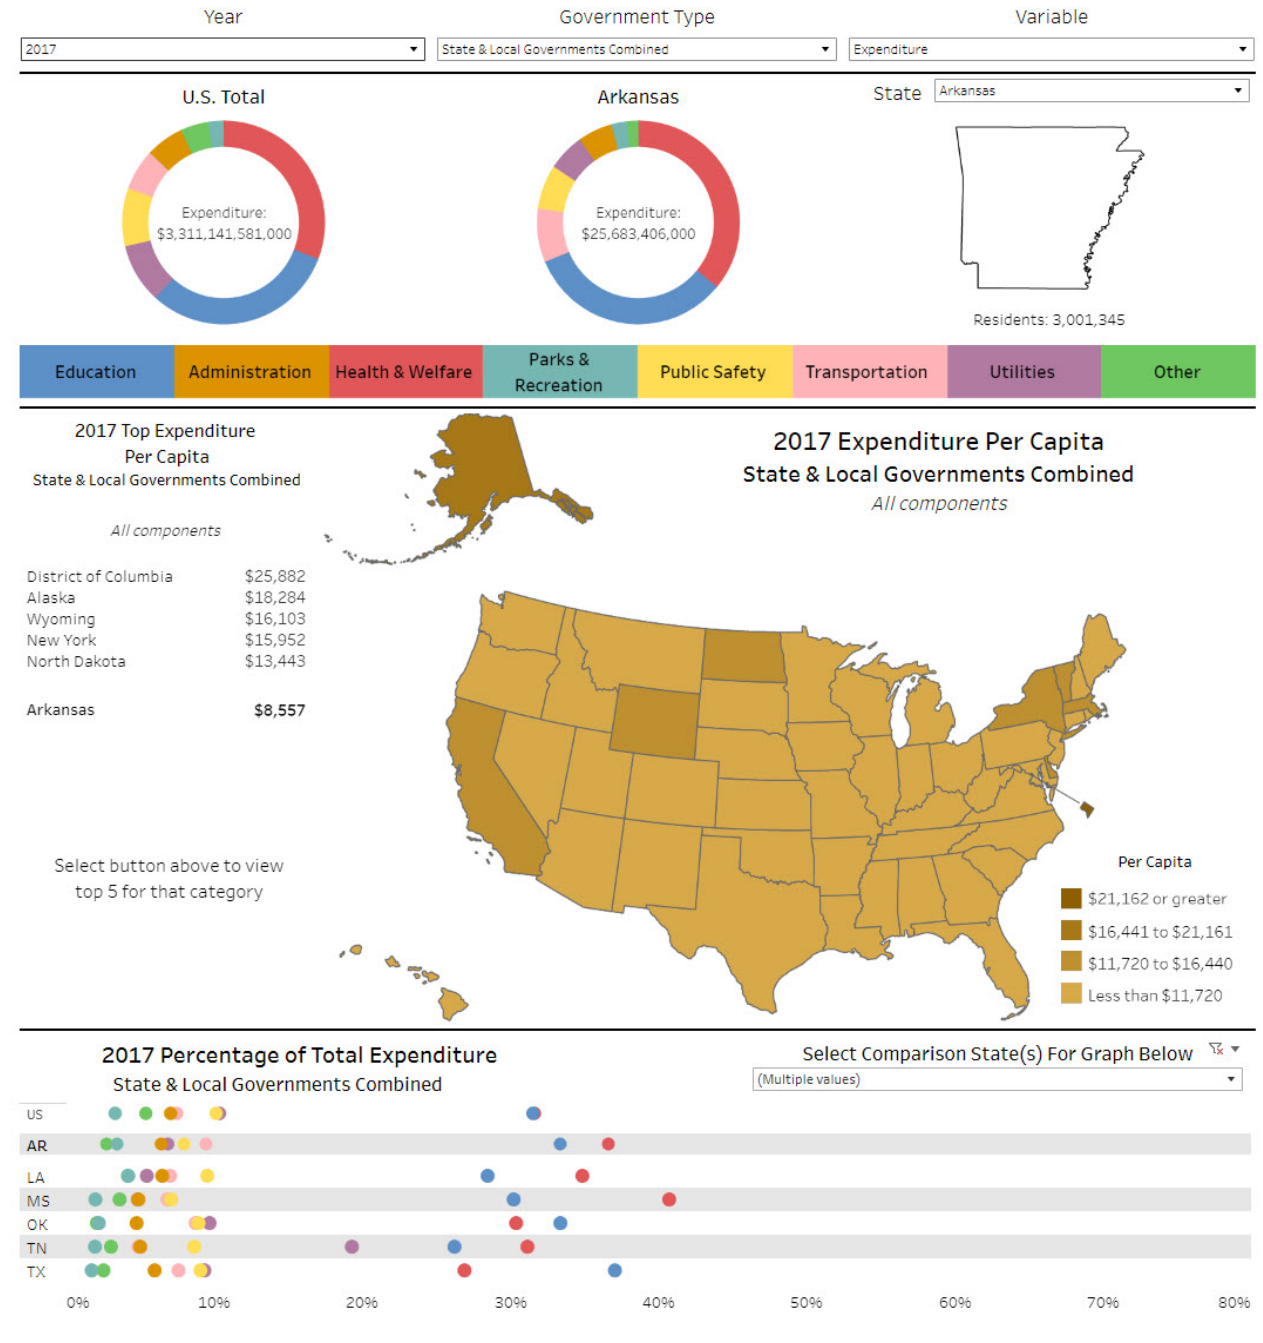 Year
Government Type
Variable
2017
State & Local Governments Combined
Expenditure
U.S. Total
Arkansas
State
Arkansas
Expenditure:
$3,311,141,581,000
Expenditure:
$25,683,406,000
Residents: 3,001,345
Education
Administration
Health & Welfare
Parks &
Recreation
Public Safety
Transportation
Utilities
Other
2017 Top Expenditure
Per Capita
State & Local Governments Combined
All components
District of Columbia $25,882
Alaska $18,284
Wyoming $16,103
New York $15,952
North Dakota $13,443
Arkansas $8,557
Select button above to view
top 5 for that category
2017 Expenditure Per Capita
State & Local Governments Combined
All components
Per Capita
$21,162 or greater
$16,441 to $21,161
$11,720 to $16,440
Less than $11,720
2017 Percentage of Total Expenditure
State & Local Governments Combined
Select Comparison State(s) For Graph Below
(Multiple values)
US
AR
LA
MS
OK
TN
TX
0% 10% 20% 30% 40% 50% 60% 70% 80%